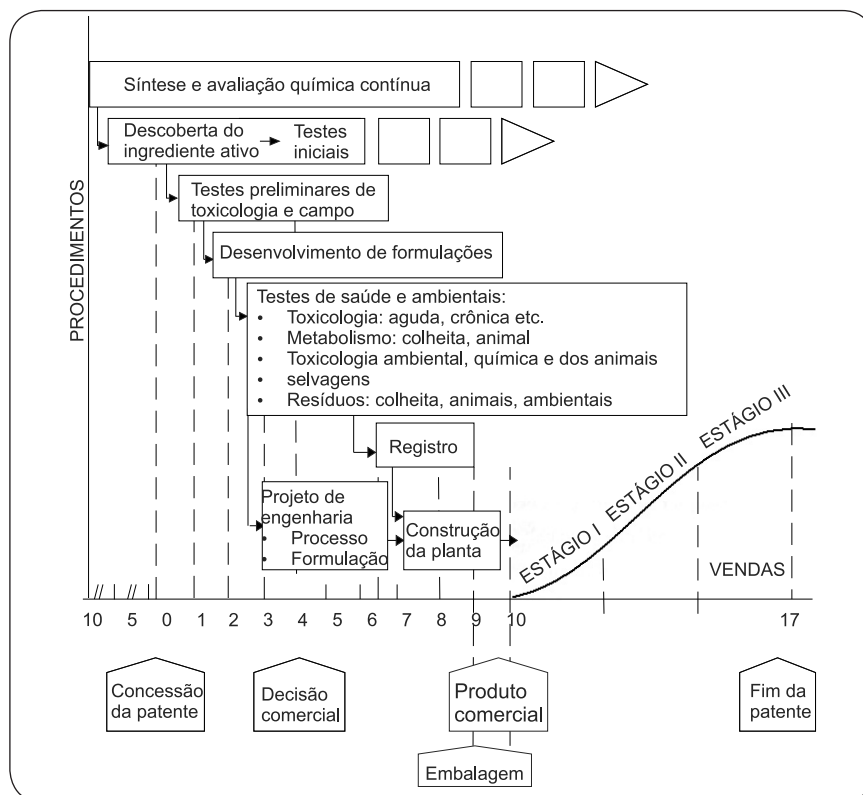 PROCEDIMENTOS
Síntese e avaliação química contínua
Descoberta do
ingrediente ativo
Testes
iniciais
Testes preliminares de
toxicologia e campo
Desenvolvimento de formulações
Testes de saúde e ambientais:
• Toxicologia: aguda, crônica etc.
• Metabolismo: colheita, animal
• Toxicologia ambiental, química e dos animais
• selvagens
• Resíduos: colheita, animais, ambientais
Registro
Projeto de
engenharia
• Processo
• Formulação
Construção
da planta
ESTÁGIO I
ESTÁGIO II
ESTÁGIO III
VENDAS
10 5 0 1 2 3 4 5 6 7 8 9 10 17
Concessão
da patente
Decisão
comercial
Produto
comercial
Fim da
patente
Embalagem